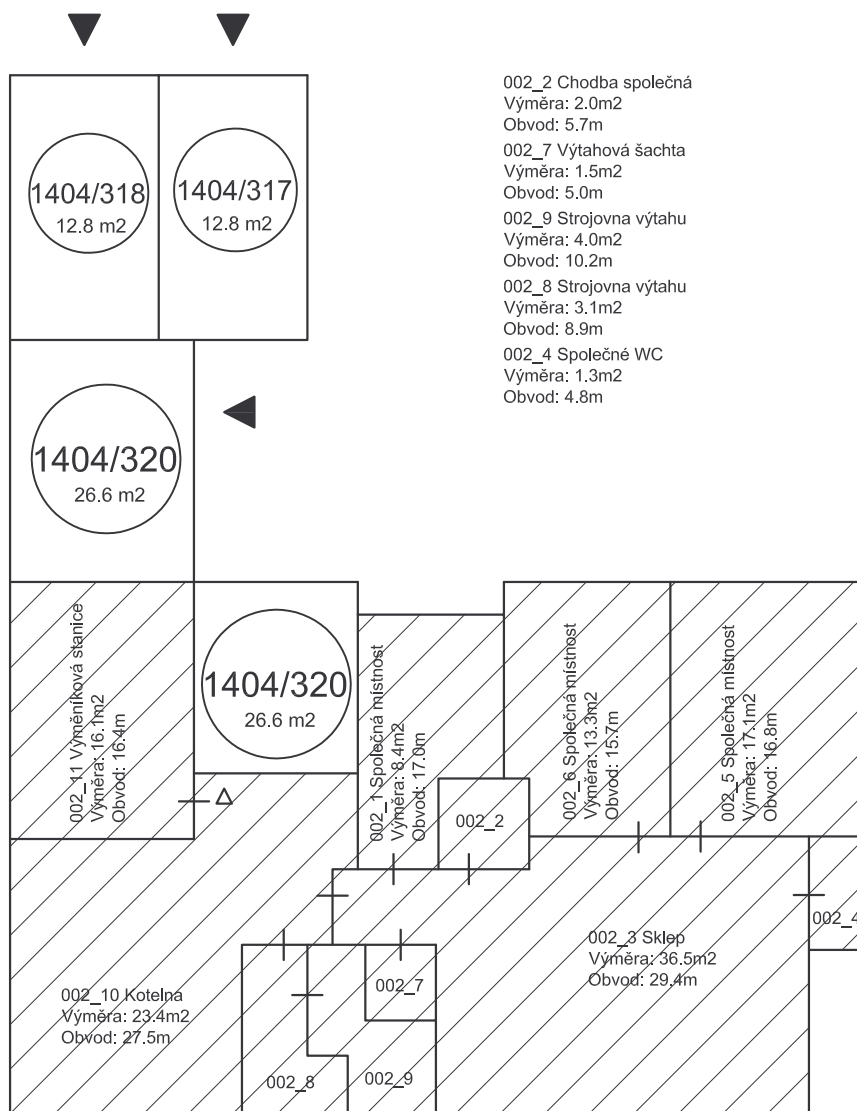 002_2 Chodba společná
Výměra: 2.0m2
Obvod: 5.7m
002_7 Výtahová šachta
Výměra: 1.5m2
Obvod: 5.0m
002_9 Strojovna výtahu
Výměra: 4.0m2
Obvod: 10.2m
002_8 Strojovna výtahu
Výměra: 3.1m2
Obvod: 8.9m
002_4 Společné WC
Výměra: 1.3m2
Obvod: 4.8m
1404/318
12.8 m2
1404/317
12.8 m2
1404/320
26.6 m2
002_11 Výměníková stanice
Výměra: 16.1m2
Obvod: 16.4m
1404/320
26.6 m2
002_1 Společná místnost
Výměra: 8.4m2
Obvod: 17.0m
002_2
002_6 Společná místnost
Výměra: 13.3m2
Obvod: 15.7m
002_5 Společná místnost
Výměra: 17.1m2
Obvod: 16.8m
002_4
002_3 Sklep
Výměra: 36.5m2
Obvod: 29.4m
002_10 Kotelna
Výměra: 23.4m2
Obvod: 27.5m
002_7
002_8
002_9